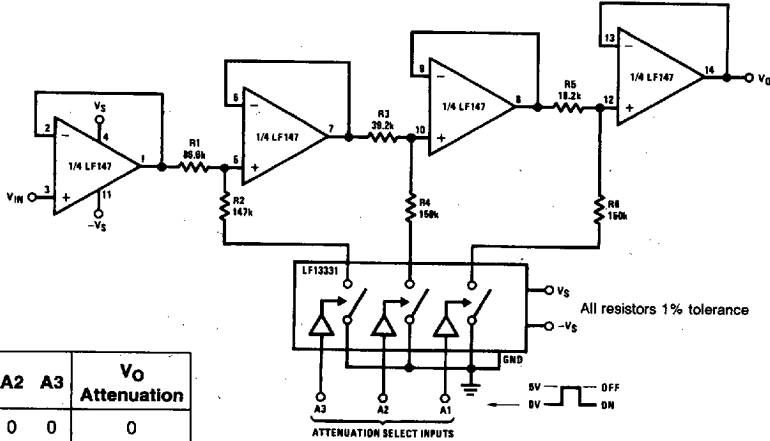 13
14
VO
12
1/4 LF147
9
8
10
1/4 LF147
R5
18.2k
6
7
5
1/4 LF147
R3
39.2k
VS
2
4
1
3
11
1/4 LF147
VIN
-VS
R1
R2
147k
R4
R6
150k
LF13331
VS
-VS
GND
All resistors 1% tolerance
A3
A2
A1
ATTENUATION SELECT INPUTS
5V
OFF
0V
ON
A2 A3 VO
Attenuation
0 0 0